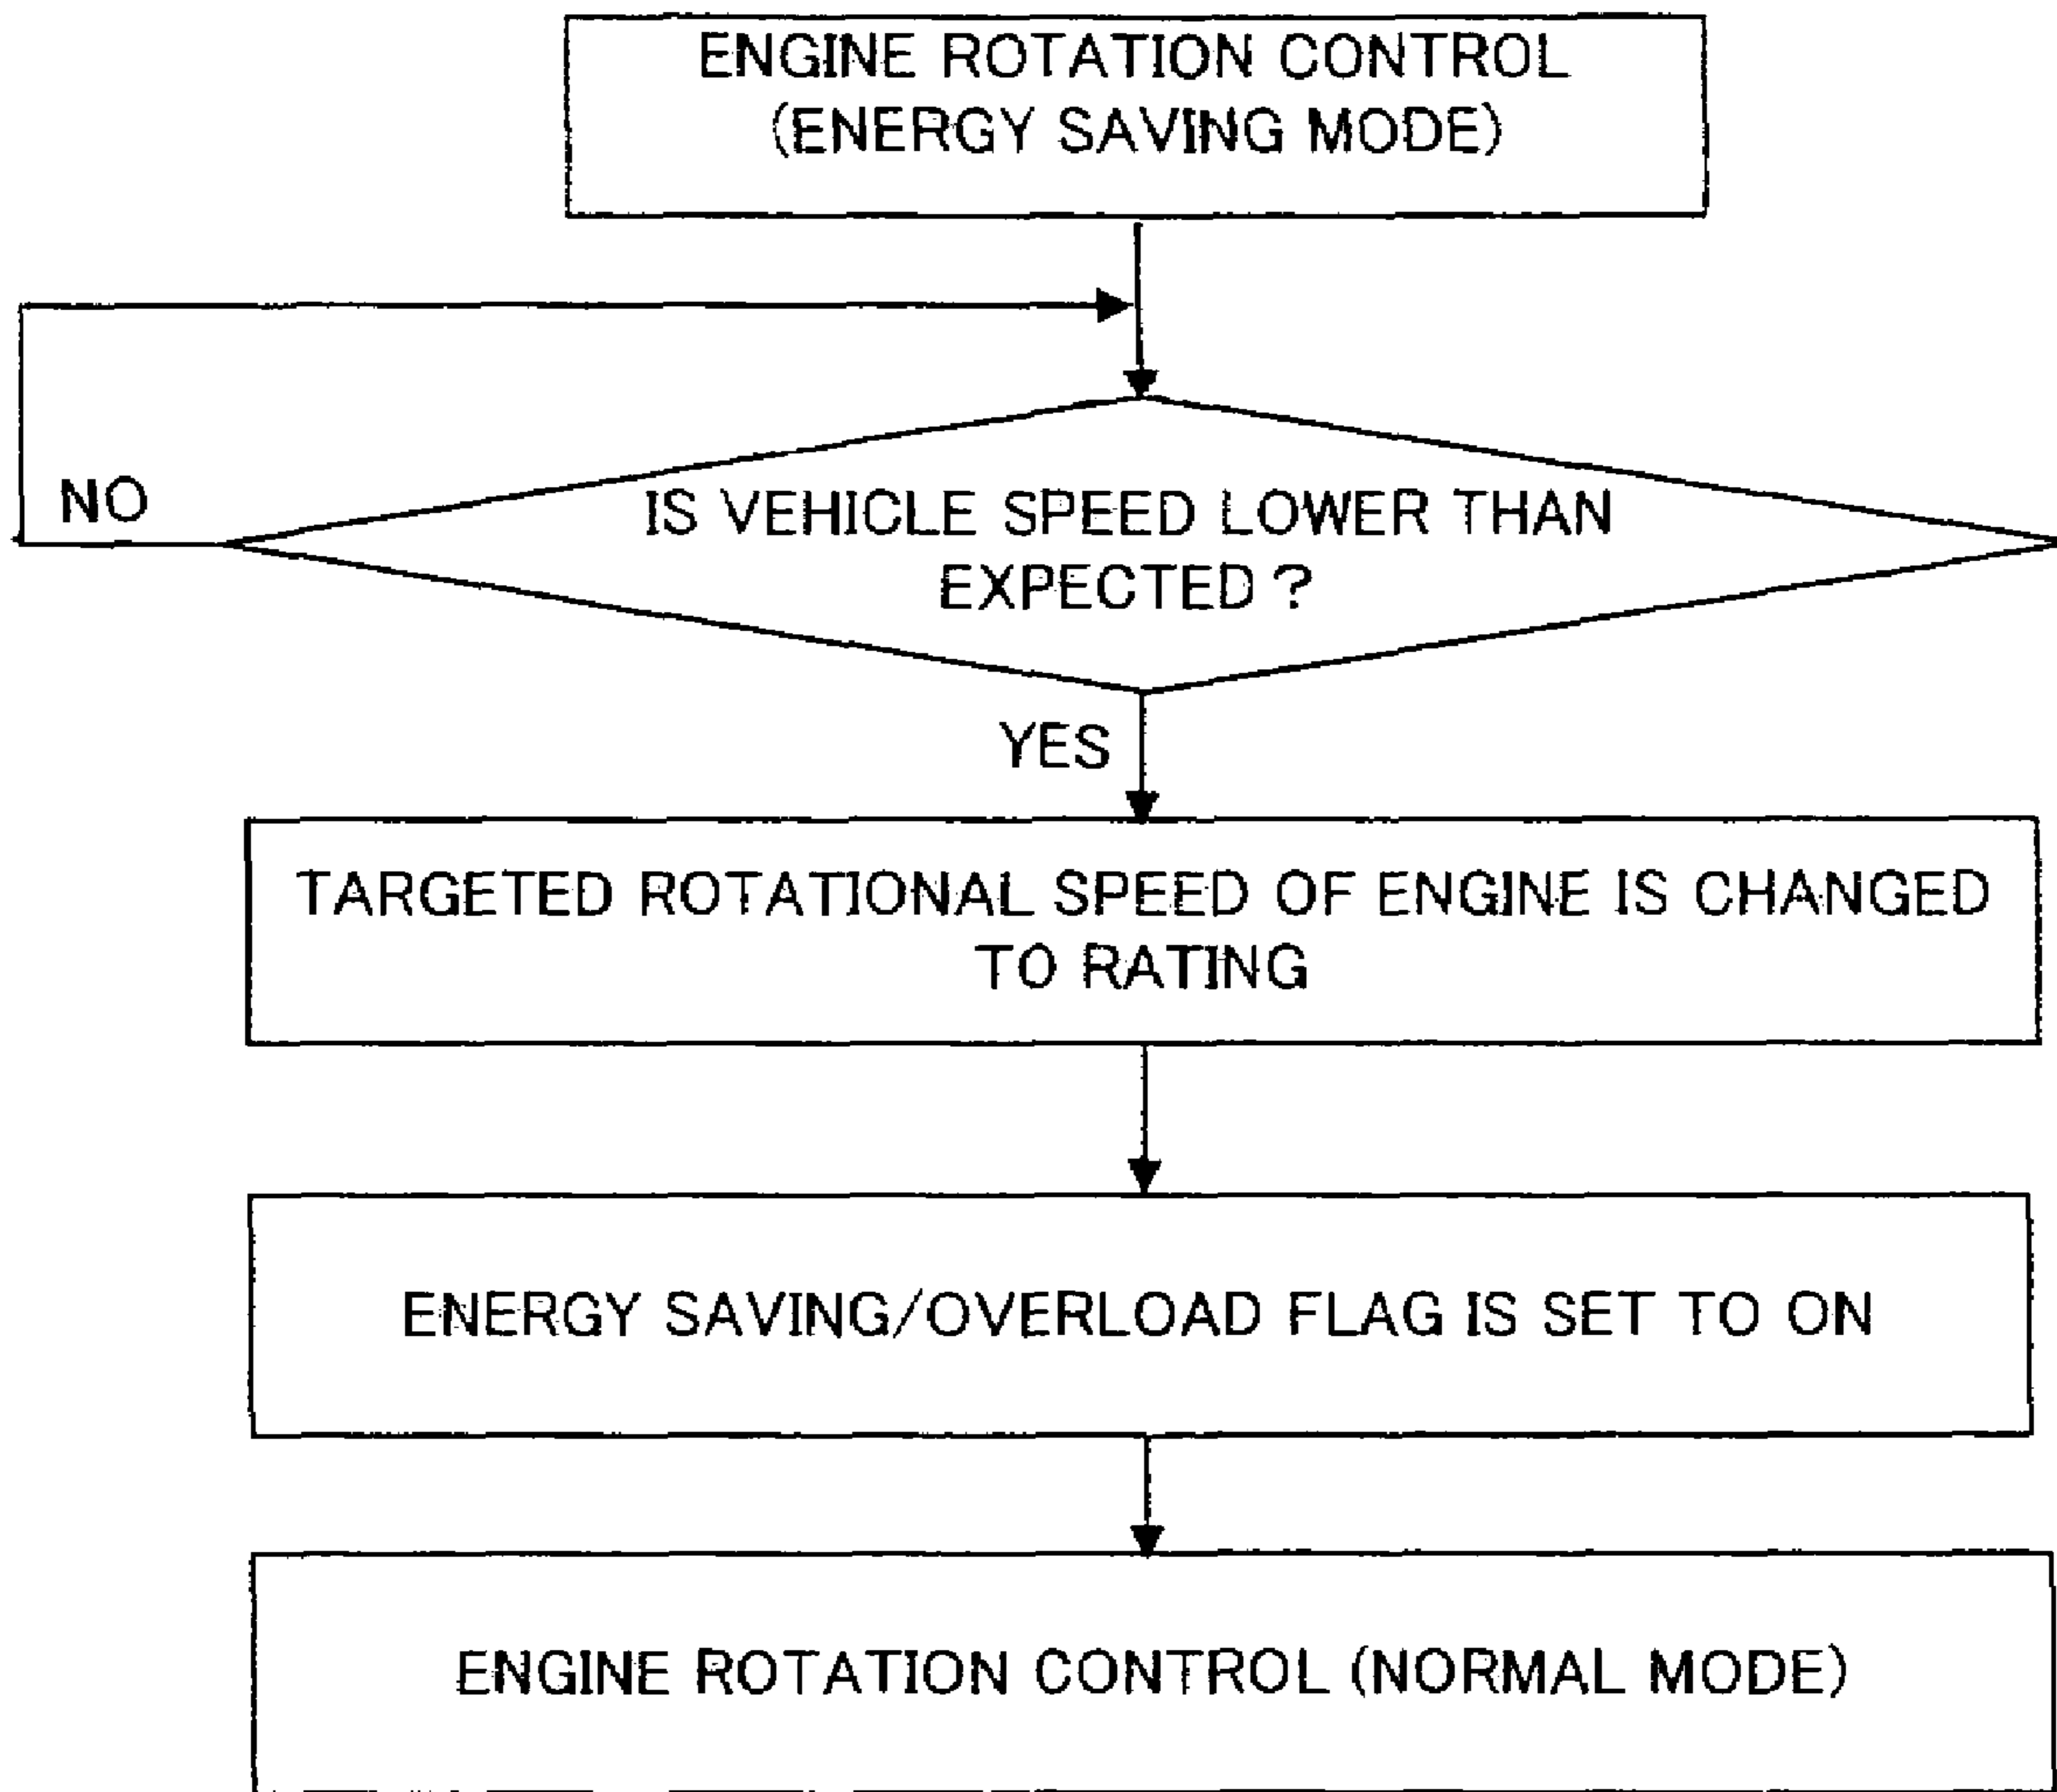 ENGINE ROTATION CONTROL
(ENERGY SAVING MODE)
NO
IS VEHICLE SPEED LOWER THAN
EXPECTED ?
YES
TARGETED ROTATIONAL SPEED OF ENGINE IS CHANGED
TO RATING
ENERGY SAVING/OVERLOAD FLAG IS SET TO ON
ENGINE ROTATION CONTROL (NORMAL MODE)